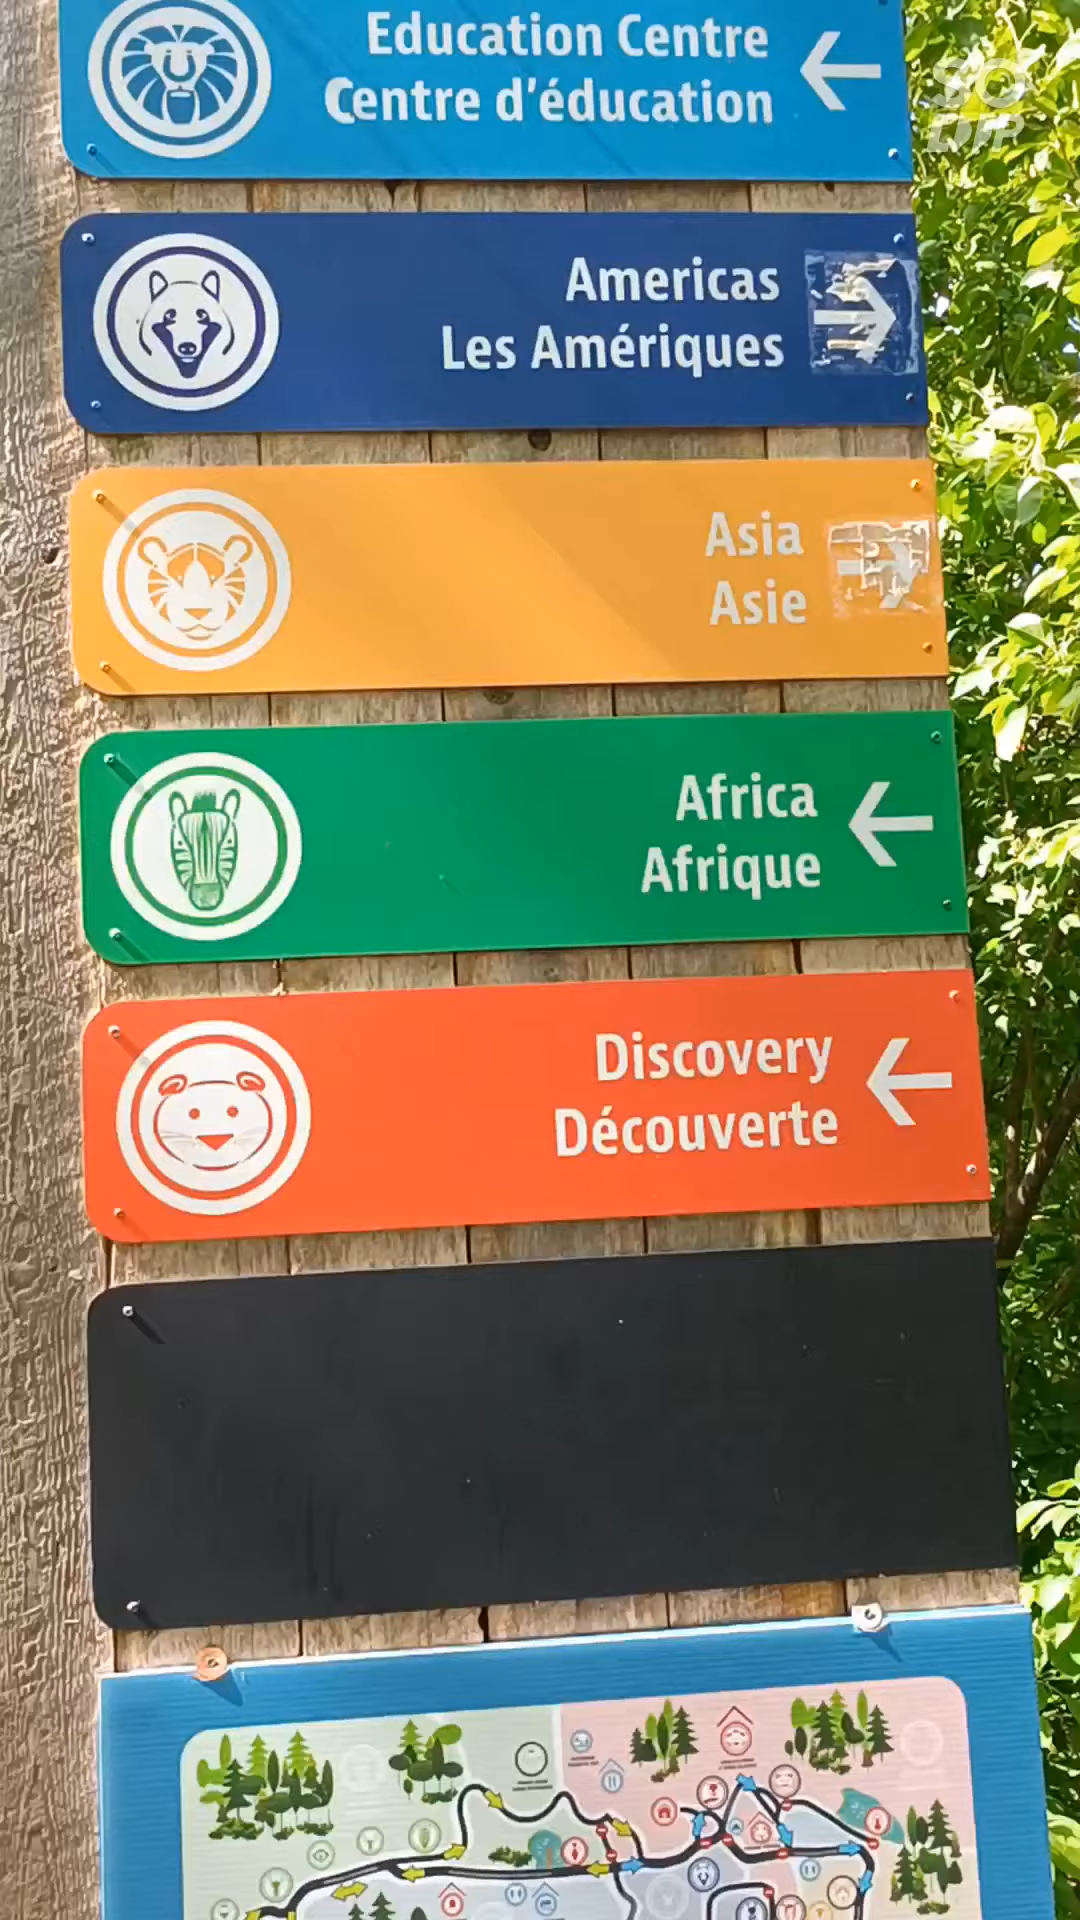 Education Centre
Centre d'éducation
Americas
Les Amériques
Asia
Asie
Africa
Afrique
Discovery
Découverte